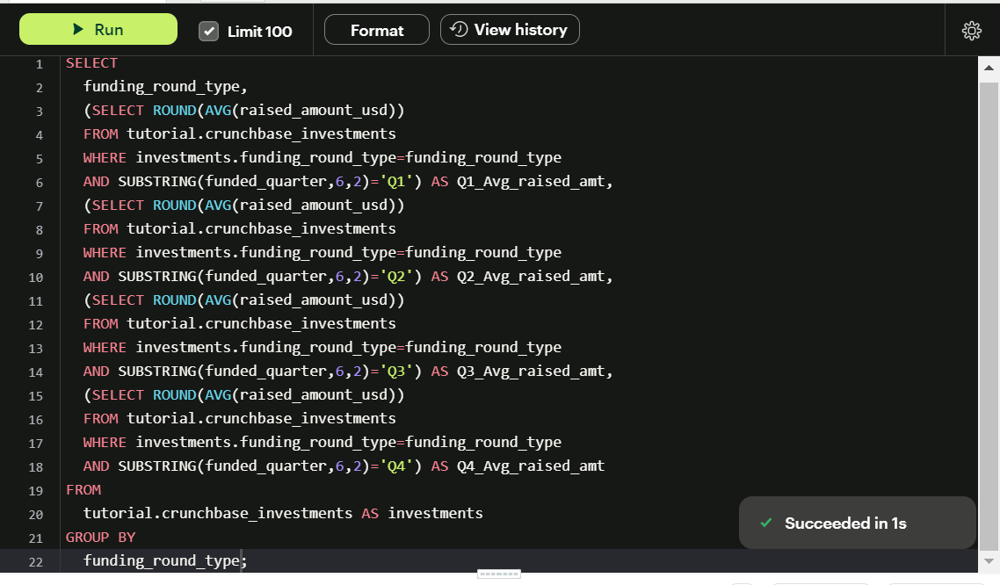 Run Limit 100 Format View history
1 SELECT
2 funding_round_type,
3 (SELECT ROUND(AVG(raised_amount_usd))
4 FROM tutorial.crunchbase_investments
5 WHERE investments.funding_round_type=funding_round_type
6 AND SUBSTRING(funded_quarter,6,2)='Q1') AS Q1_Avg_raised_amt,
7 (SELECT ROUND(AVG(raised_amount_usd))
8 FROM tutorial.crunchbase_investments
9 WHERE investments.funding_round_type=funding_round_type
10 AND SUBSTRING(funded_quarter,6,2)='Q2') AS Q2_Avg_raised_amt,
11 (SELECT ROUND(AVG(raised_amount_usd))
12 FROM tutorial.crunchbase_investments
13 WHERE investments.funding_round_type=funding_round_type
14 AND SUBSTRING(funded_quarter,6,2)='Q3') AS Q3_Avg_raised_amt,
15 (SELECT ROUND(AVG(raised_amount_usd))
16 FROM tutorial.crunchbase_investments
17 WHERE investments.funding_round_type=funding_round_type
18 AND SUBSTRING(funded_quarter,6,2)='Q4') AS Q4_Avg_raised_amt
19 FROM
20 tutorial.crunchbase_investments AS investments
Succeeded in 1s
21 GROUP BY
22 funding_round_type;